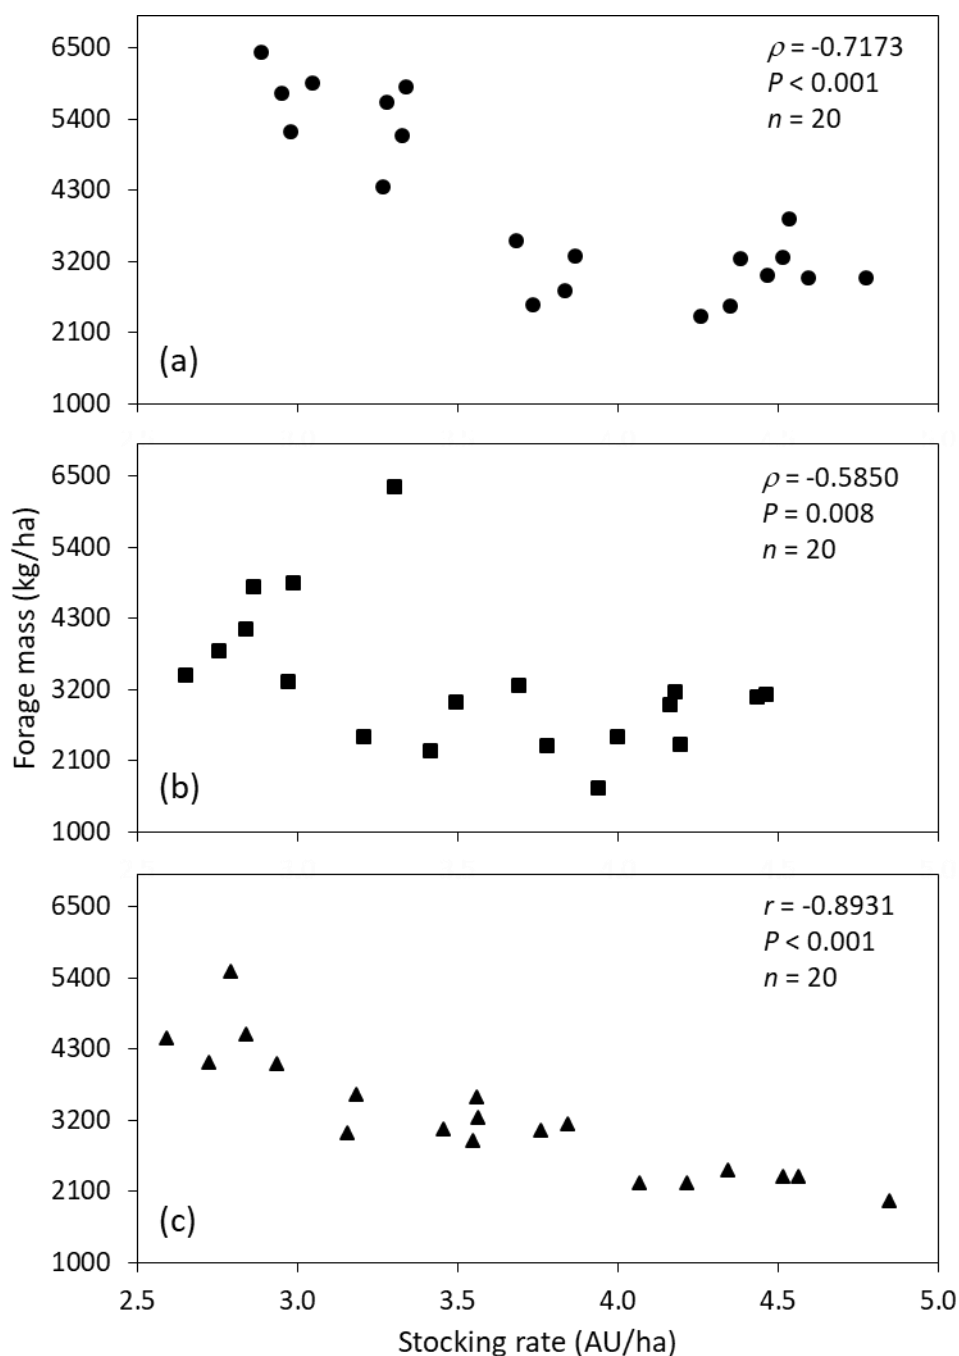 6500
5400
4300
3200
2100
1000
ρ = -0.7173
P < 0.001
n = 20
(a)
Forage mass (kg/ha)
6500
5400
4300
3200
2100
1000
ρ = -0.5850
P = 0.008
n = 20
(b)
6500
5400
4300
3200
2100
1000
r = -0.8931
P < 0.001
n = 20
(c)
2.5 3.0 3.5 4.0 4.5 5.0
Stocking rate (AU/ha)